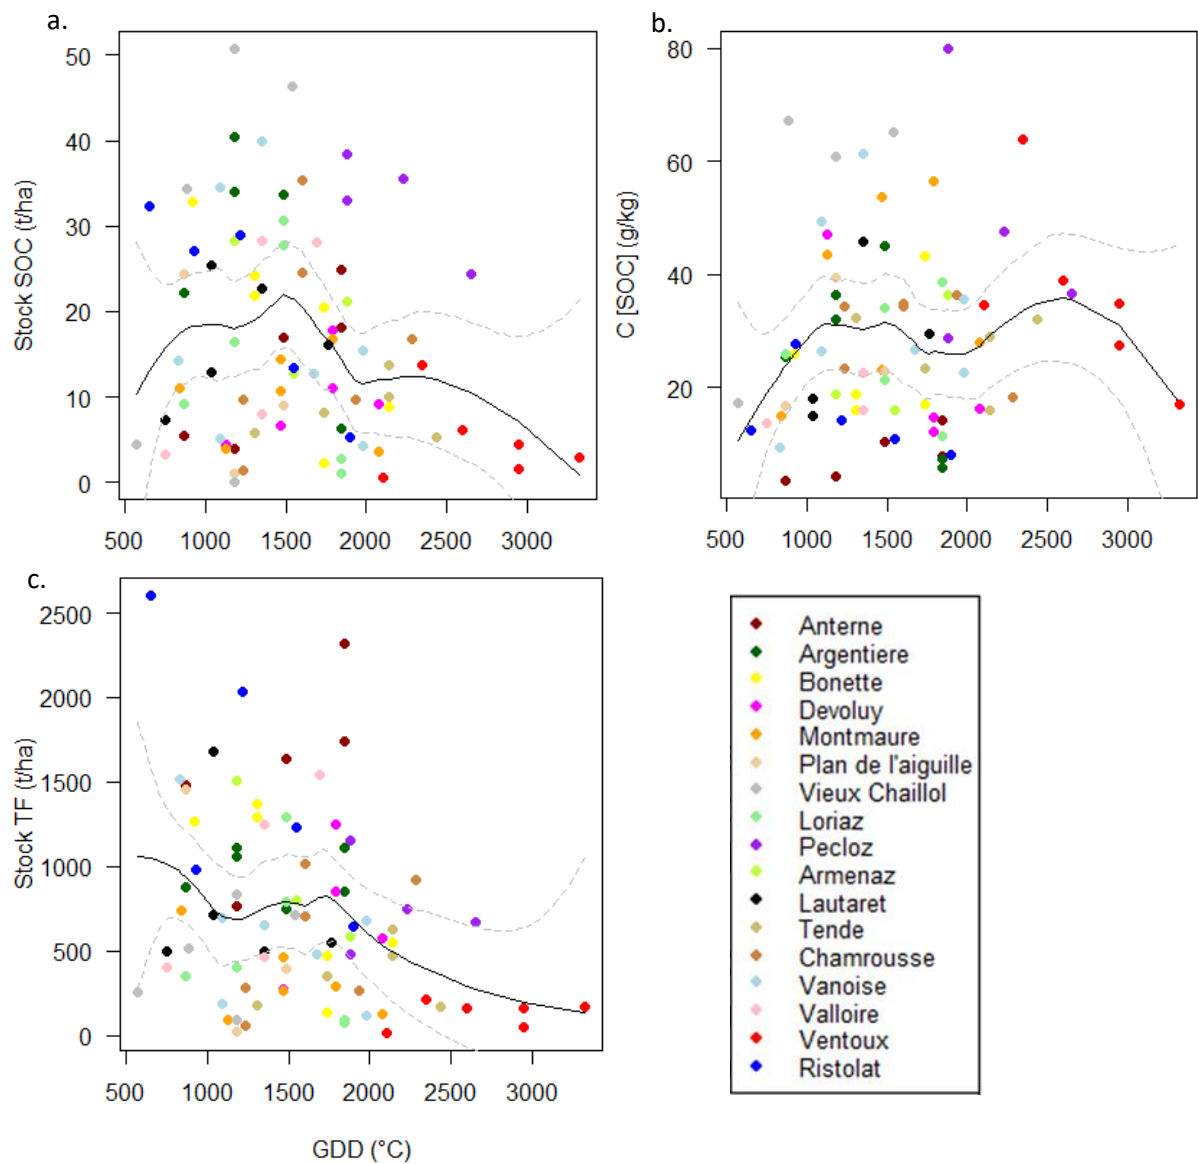 a.
50
40
30
20
10
0
Stock SOC (t/ha)
500 1000 1500 2000 2500 3000
b.
80
60
40
20
C [SOC] (g/kg)
500 1000 1500 2000 2500 3000
c.
2500
2000
1500
1000
500
0
Stock TF (t/ha)
500 1000 1500 2000 2500 3000
GDD (°C)
Anterne
Argentiere
Bonette
Devoluy
Montmaure
Plan de l'aiguille
Vieux Chaillol
Loriaz
Pecloz
Armenaz
Lautaret
Tende
Chamrousse
Vanoise
Valloire
Ventoux
Ristolat